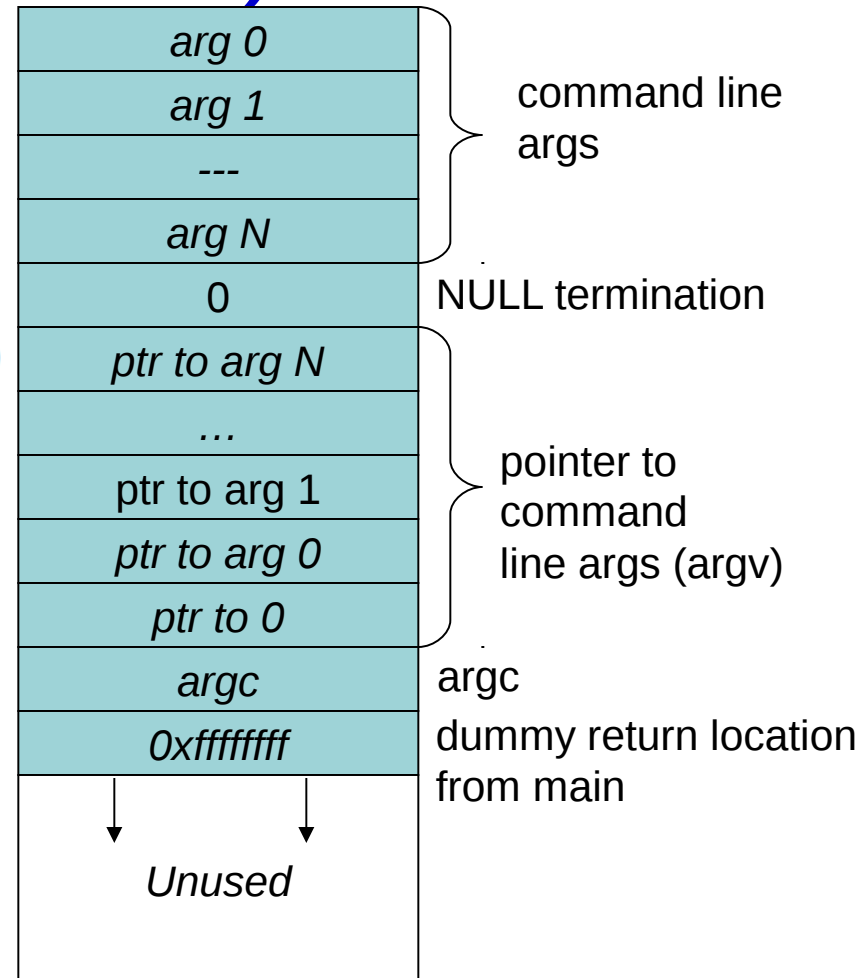 arg 0
arg 1
---
arg N
0
ptr to arg N
…
ptr to arg 1
ptr to arg 0
ptr to 0
argc
0xffffffff
Unused
command line
args
NULL termination
pointer to
command
line args (argv)
argc
dummy return location
from main